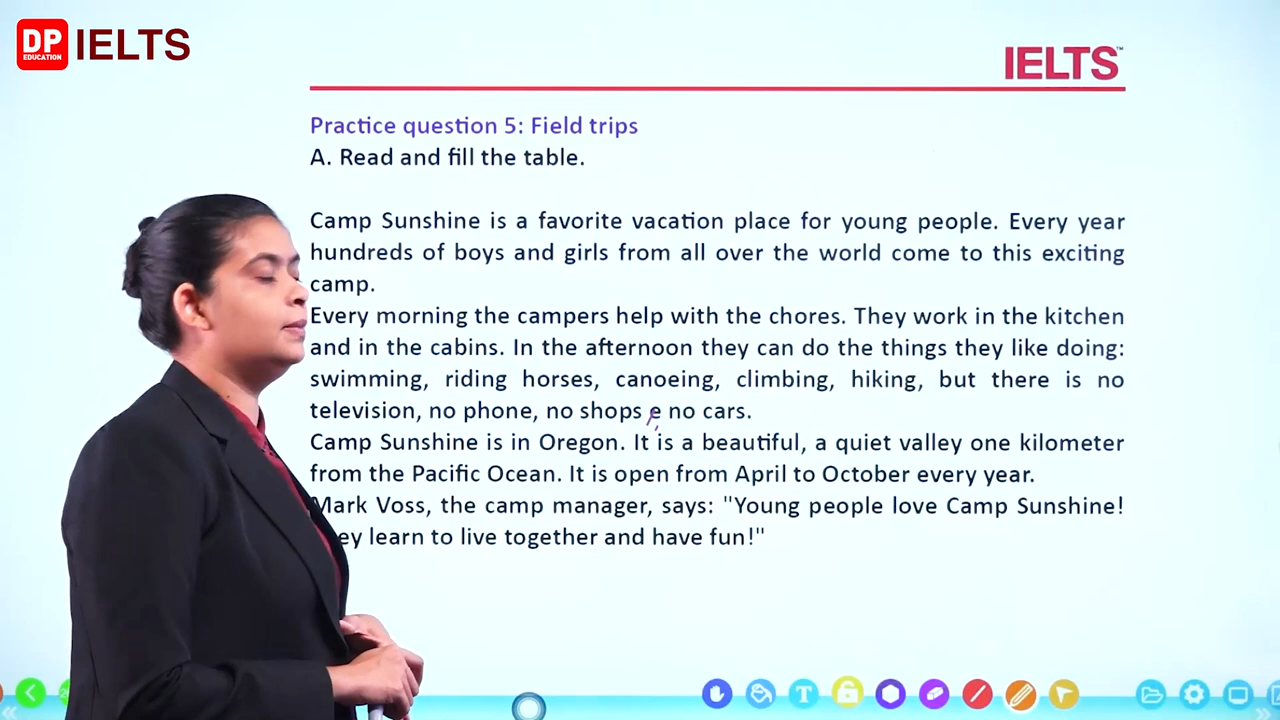 DP
EDUCATION
IELTS
IELTS™
Practice question 5: Field trips
A. Read and fill the table.
Camp Sunshine is a favorite vacation place for young people. Every year
hundreds of boys and girls from all over the world come to this exciting
camp.
Every morning the campers help with the chores. They work in the kitchen
and in the cabins. In the afternoon they can do the things they like doing:
swimming, riding horses, canoeing, climbing, hiking, but there is no
television, no phone, no shops e no cars.
Camp Sunshine is in Oregon. It is a beautiful, a quiet valley one kilometer
from the Pacific Ocean. It is open from April to October every year.
Mark Voss, the camp manager, says: "Young people love Camp Sunshine!
ey learn to live together and have fun!"